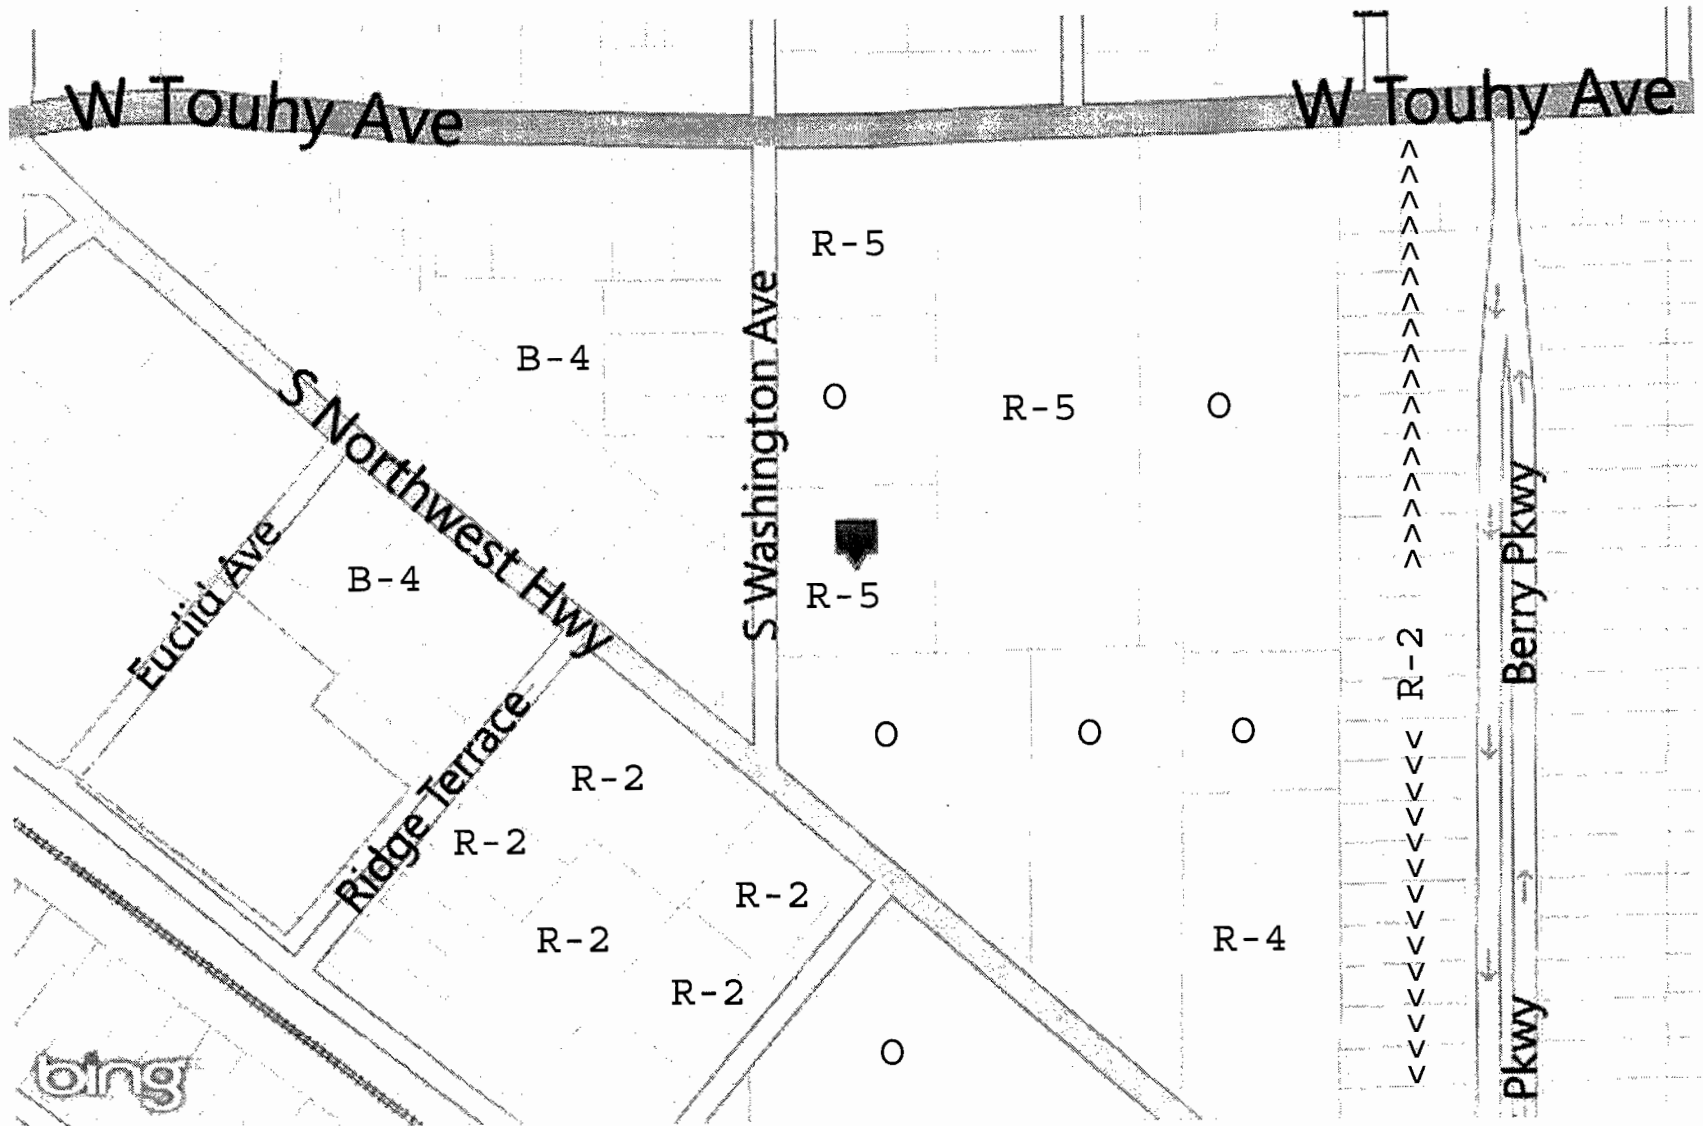 W Touhy Ave
W Touhy Ave
R-5
S Washington Ave
B-4
S Northwest Hwy
O
R-5
O
Euclid Ave
B-4
R-5
Berry Pkwy
R-2
Ridge Terrace
O
O
O
R-2
R-2
R-2
R-2
R-4
R-2
O
Pkwy
bing